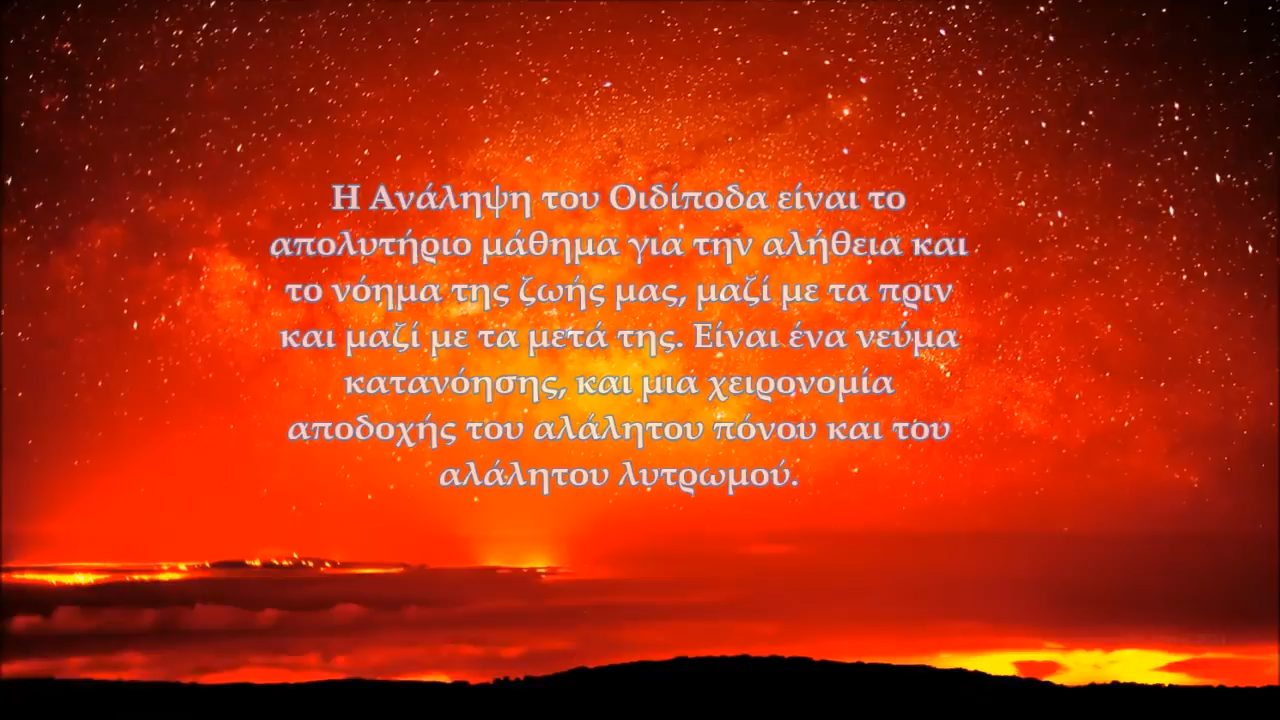 Η Ανάληψη του Οιδίποδα είναι το
απολυτήριο μάθημα για την αλήθεια και
το νόημα της ζωής μας, μαζί με τα πριν
και μαζί με τα μετά της. Είναι ένα νεύμα
κατανόησης, και μια χειρονομία
αποδοχής του αλάλητου πόνου και του
αλάλητου λυτρωμού.